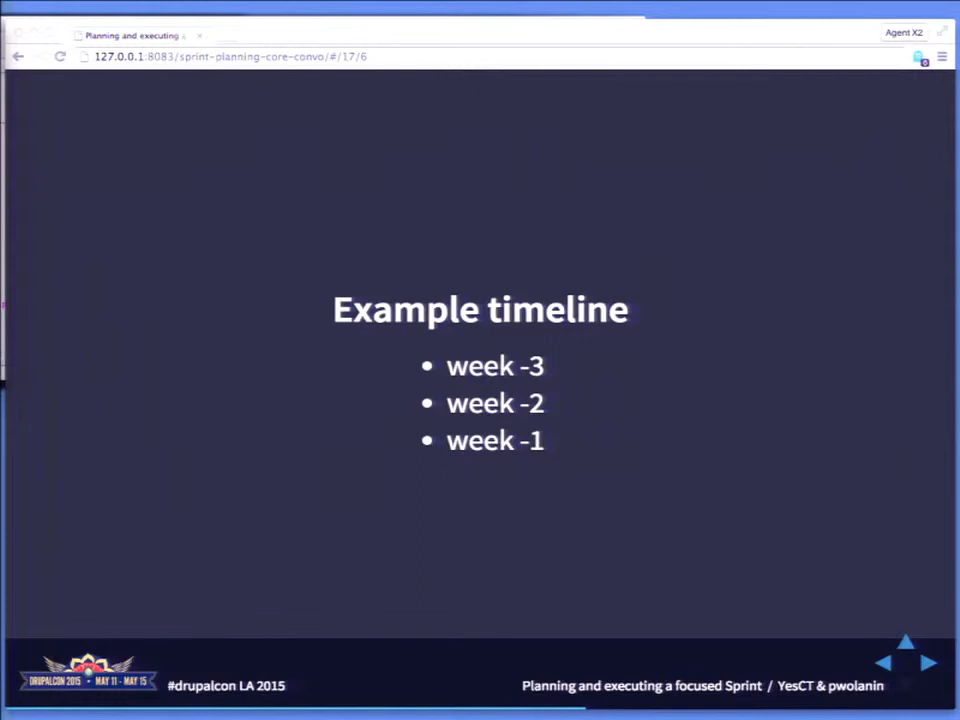 Planning and executing a
Agent X2
127.0.0.1:8083/sprint-planning-core-convo/#/17/6
Example timeline
• week -3
• week -2
• week -1
DRUPALCON 2015 • MAY 11 - MAY 15
#drupalcon LA 2015
Planning and executing a focused Sprint / YesCT & pwolanin